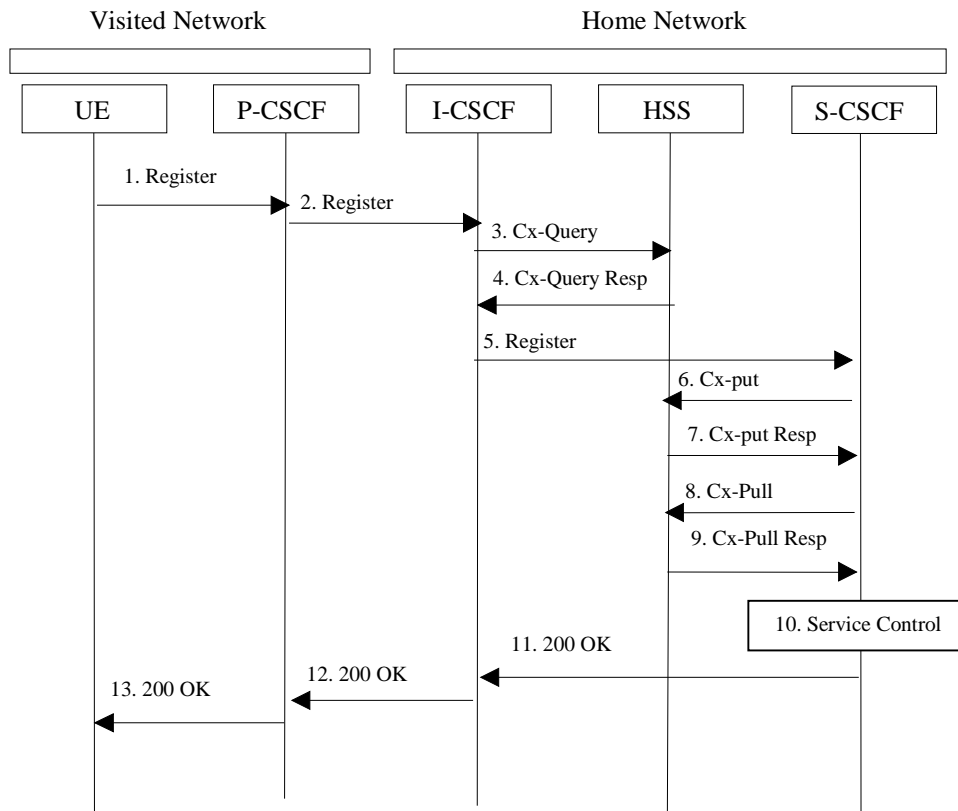 Visited Network
Home Network
UE
P-CSCF
I-CSCF
HSS
S-CSCF
1. Register
2. Register
3. Cx-Query
4. Cx-Query Resp
5. Register
6. Cx-put
7. Cx-put Resp
8. Cx-Pull
9. Cx-Pull Resp
10. Service Control
11. 200 OK
12. 200 OK
13. 200 OK